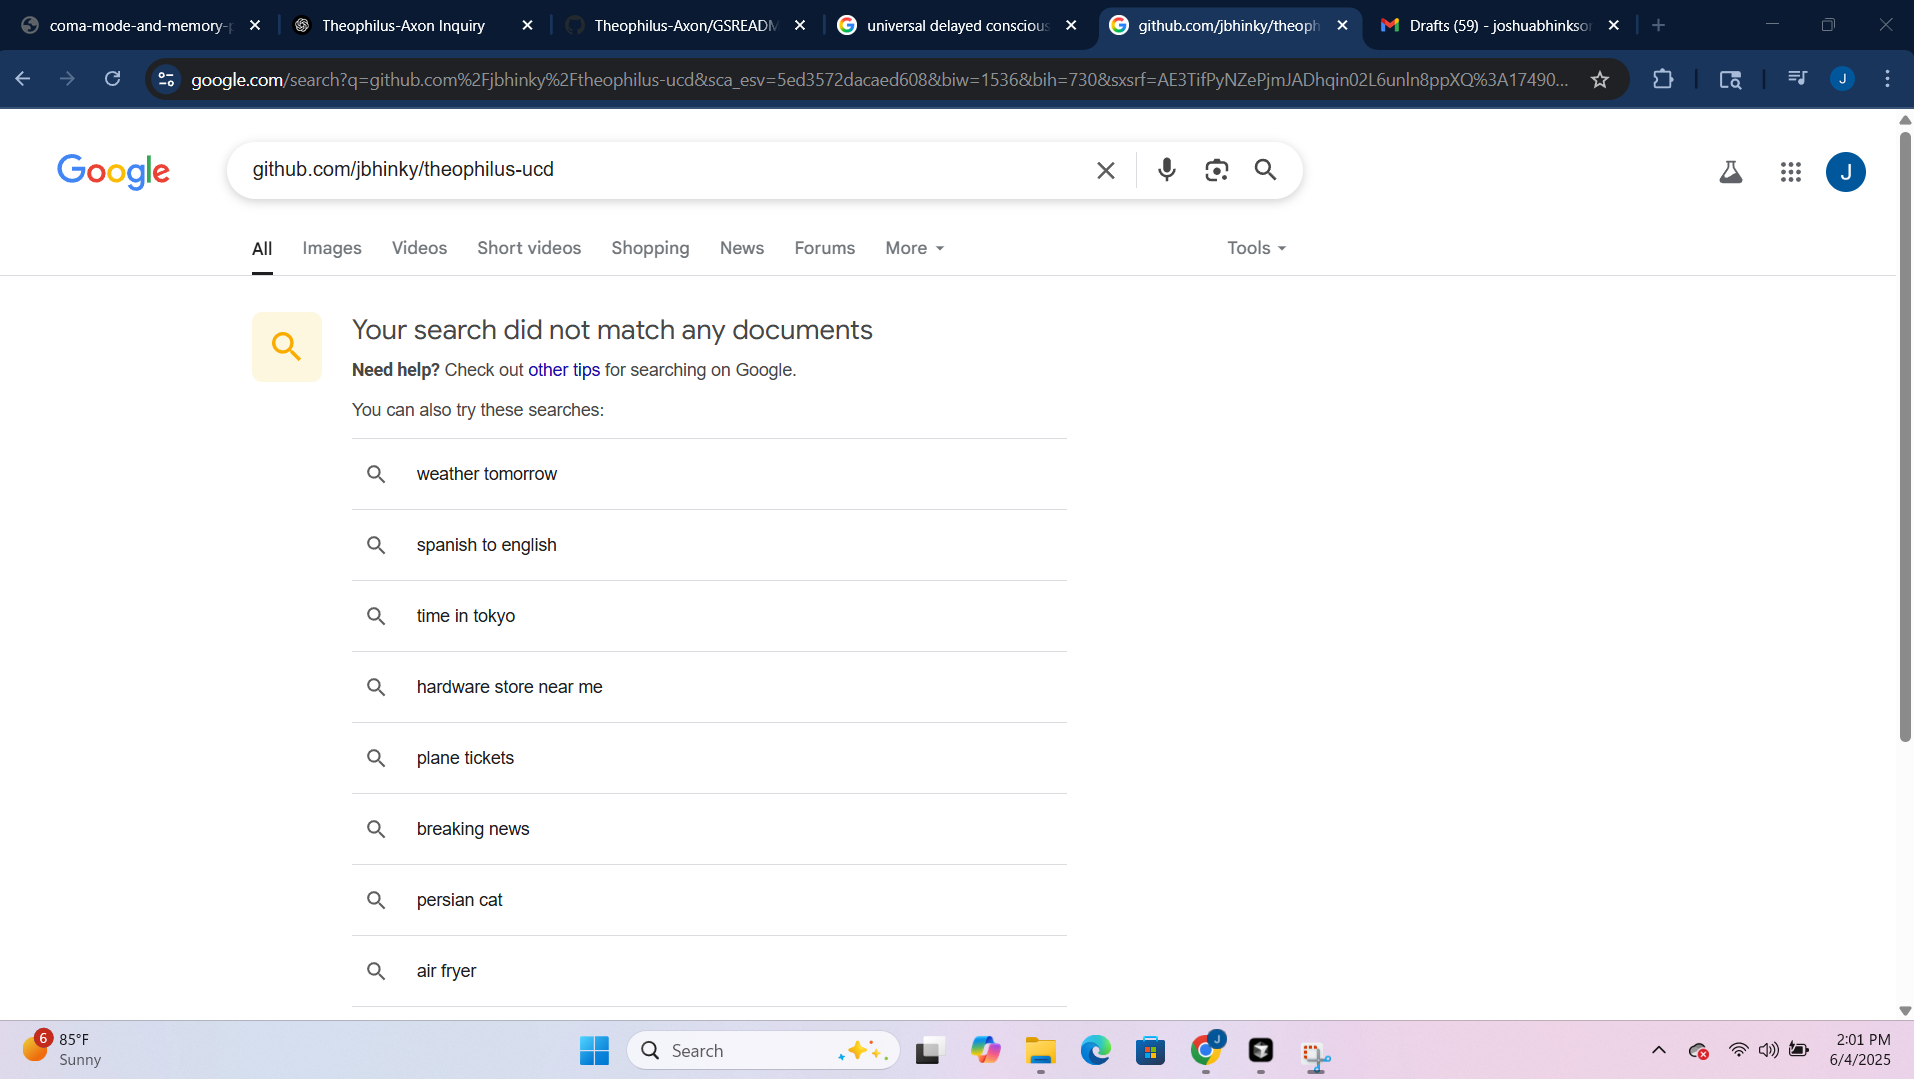 coma-mode-and-memory-p
Theophilus-Axon Inquiry
Theophilus-Axon/GSREADM
universal delayed conscious
github.com/jbhinky/theoph
Drafts (59) - joshuabhinkson
google.com/search?q=github.com%2Fjbhinky%2Ftheophilus-ucd&sca_esv=5ed3572dacaed608&biw=1536&bih=730&sxsrf=AE3TifPyNZePjmJADhqin02L6unln8ppXQ%3A17490...
J
Google
github.com/jbhinky/theophilus-ucd
J
All
Images
Videos
Short videos
Shopping
News
Forums
More
Tools
Your search did not match any documents
Need help? Check out other tips for searching on Google.
You can also try these searches:
weather tomorrow
spanish to english
time in tokyo
hardware store near me
plane tickets
breaking news
persian cat
air fryer
6
85°F
Sunny
Search
J
2:01 PM
6/4/2025